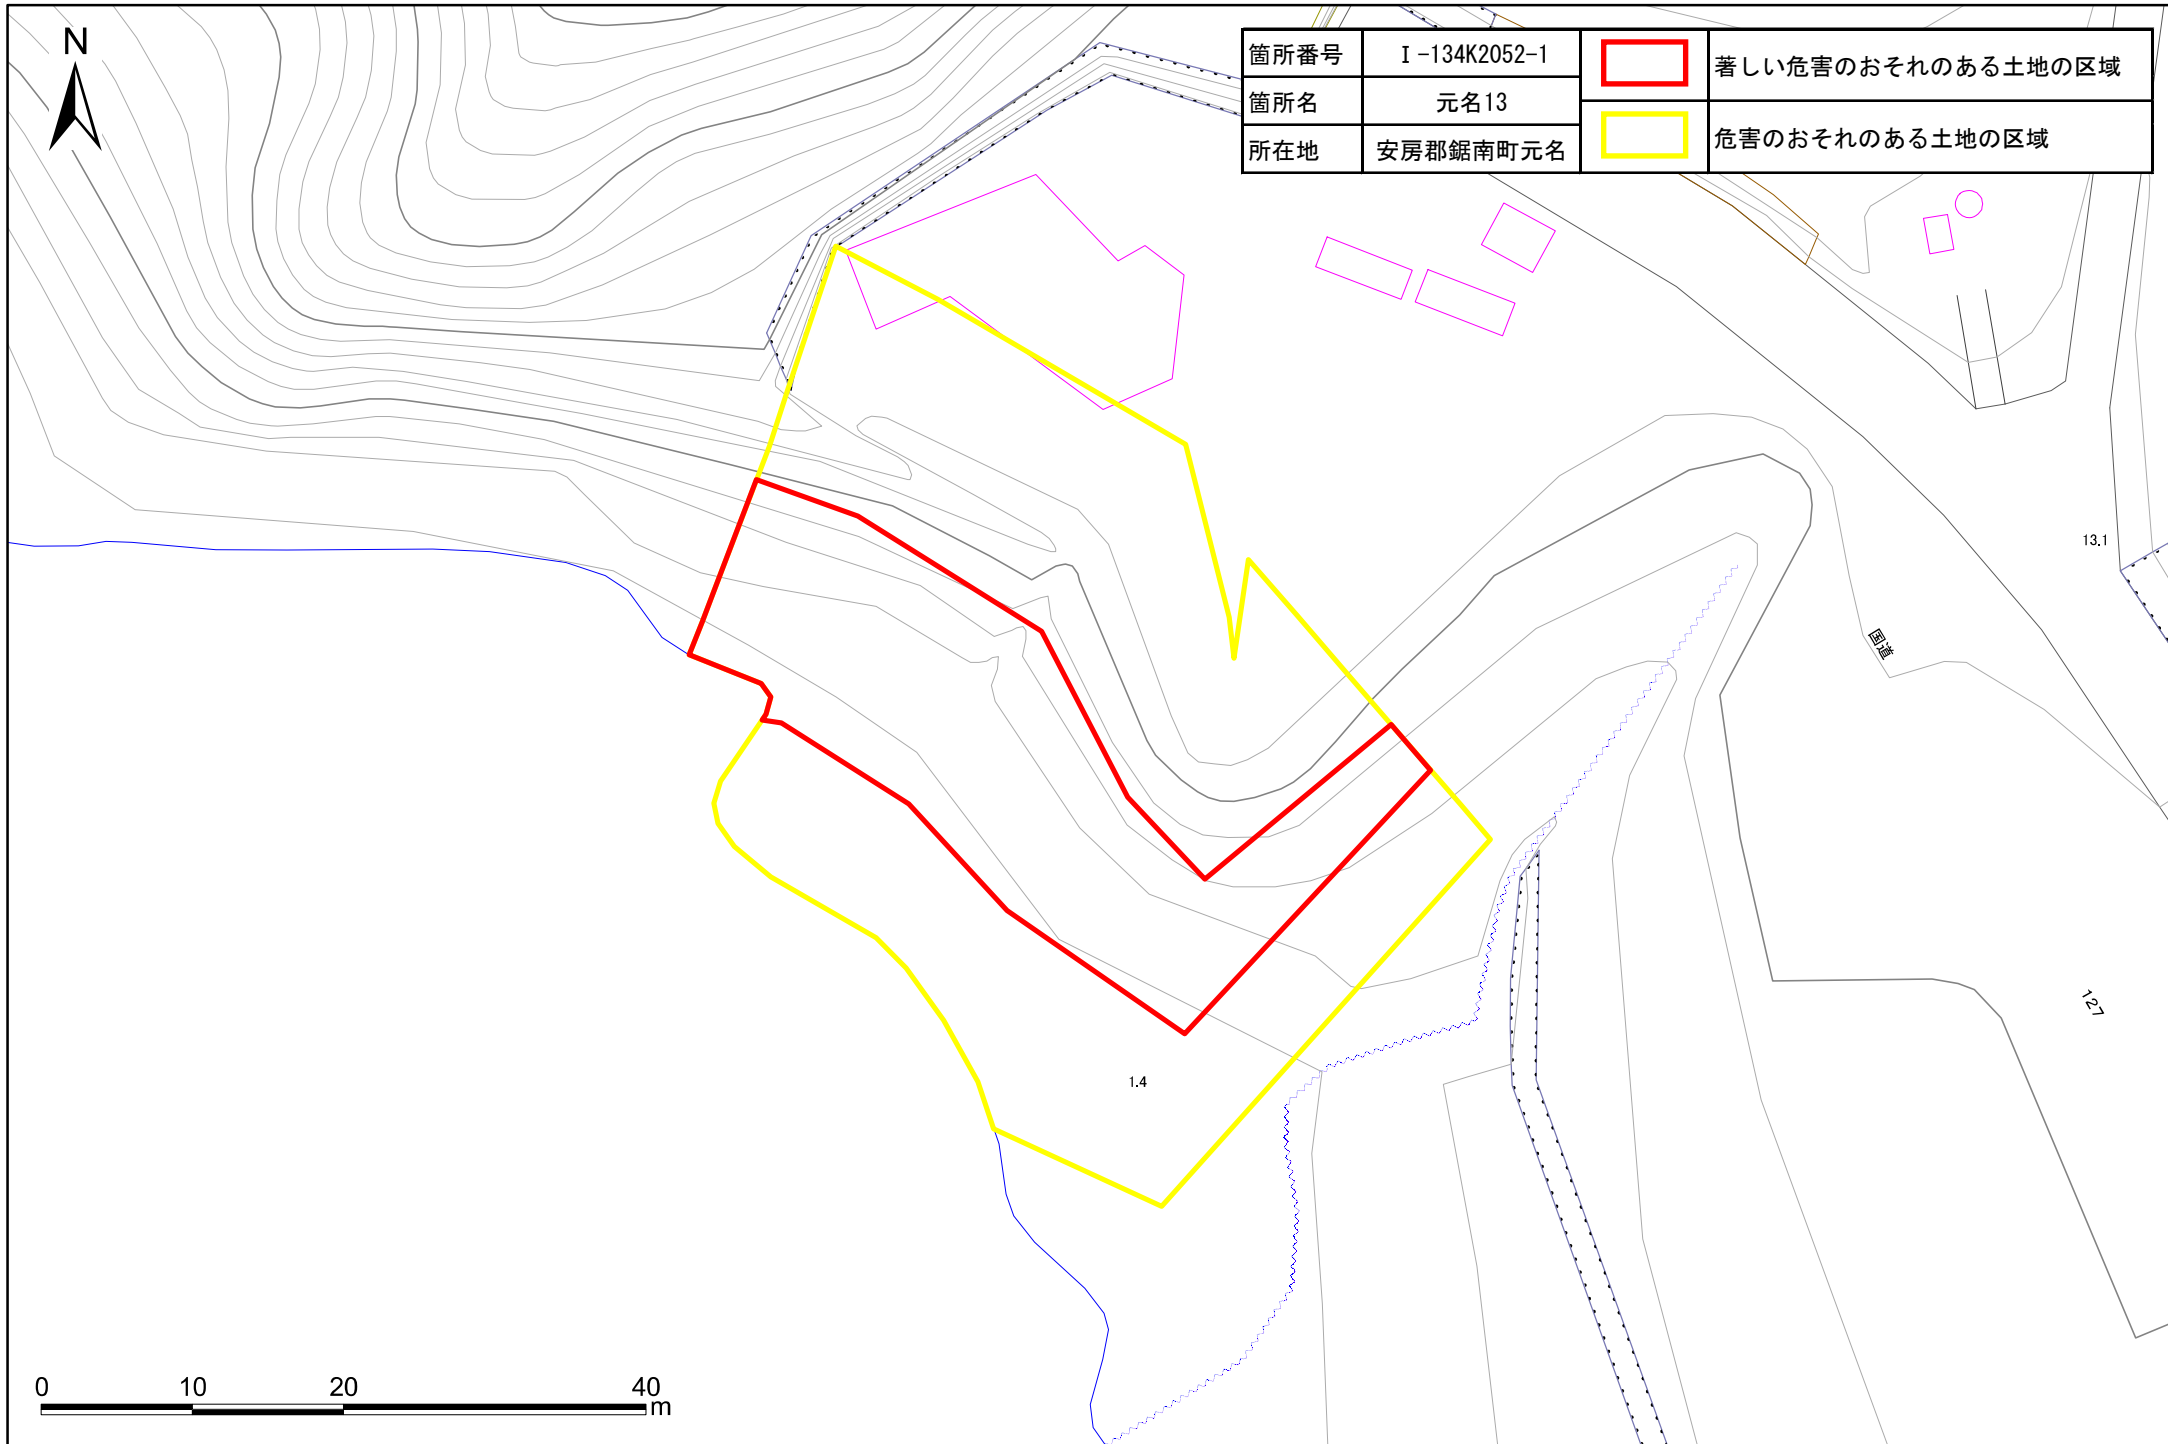 N
箇所番号 Ⅰ-134K2052-1
箇所名 元名13
所在地 安房郡鋸南町元名
著しい危害のおそれのある土地の区域
危害のおそれのある土地の区域
13.1
国道
127
1.4
0 10 20 40
m